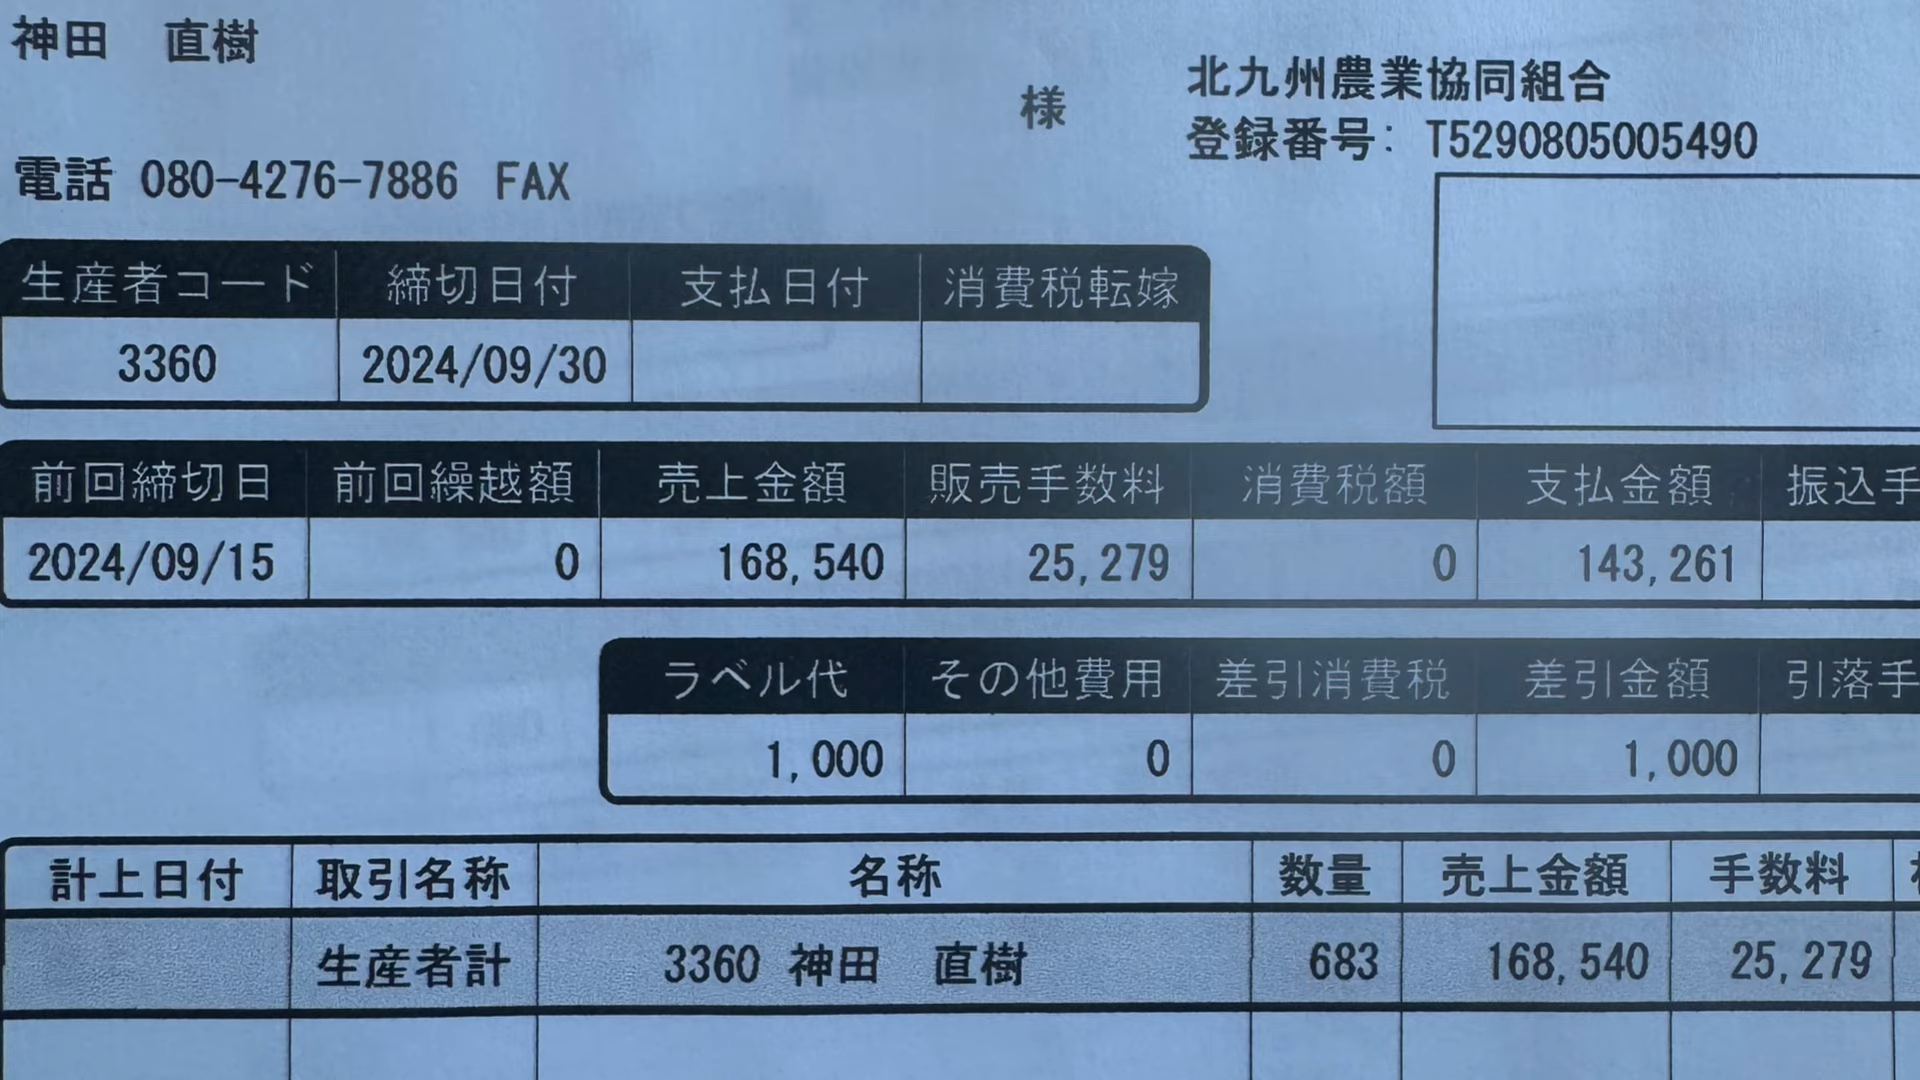 神田 直樹
様
北九州農業協同組合
登録番号: T5290805005490
電話 080-4276-7886 FAX
生産者コード 締切日付 支払日付 消費税転嫁
3360 2024/09/30
前回締切日 前回繰越額 売上金額 販売手数料 消費税額 支払金額 振込手
2024/09/15 0 168,540 25,279 0 143,261
ラベル代 その他費用 差引消費税 差引金額 引落手
1,000 0 0 1,000
計上日付 取引名称 名称 数量 売上金額 手数料
生産者計 3360 神田 直樹 683 168,540 25,279